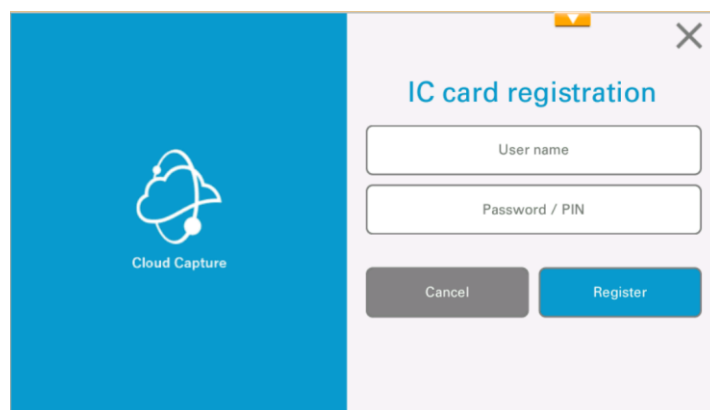 IC card registration
User name
Password / PIN
Cloud Capture
Cancel
Register